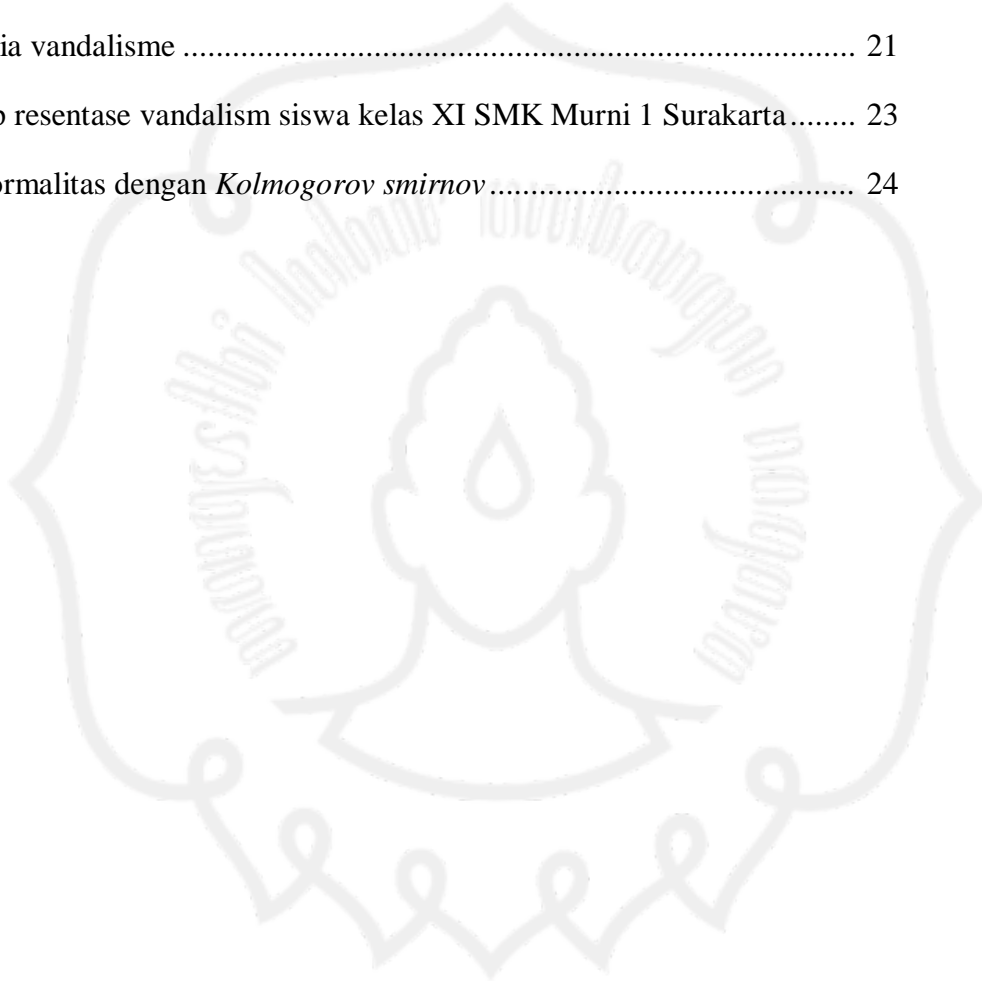 ia vandalisme ................................................................................... 21
resentase vandalism siswa kelas XI SMK Murni 1 Surakarta ........ 23
ormalitas dengan Kolmogorov smirnov ............................................. 24